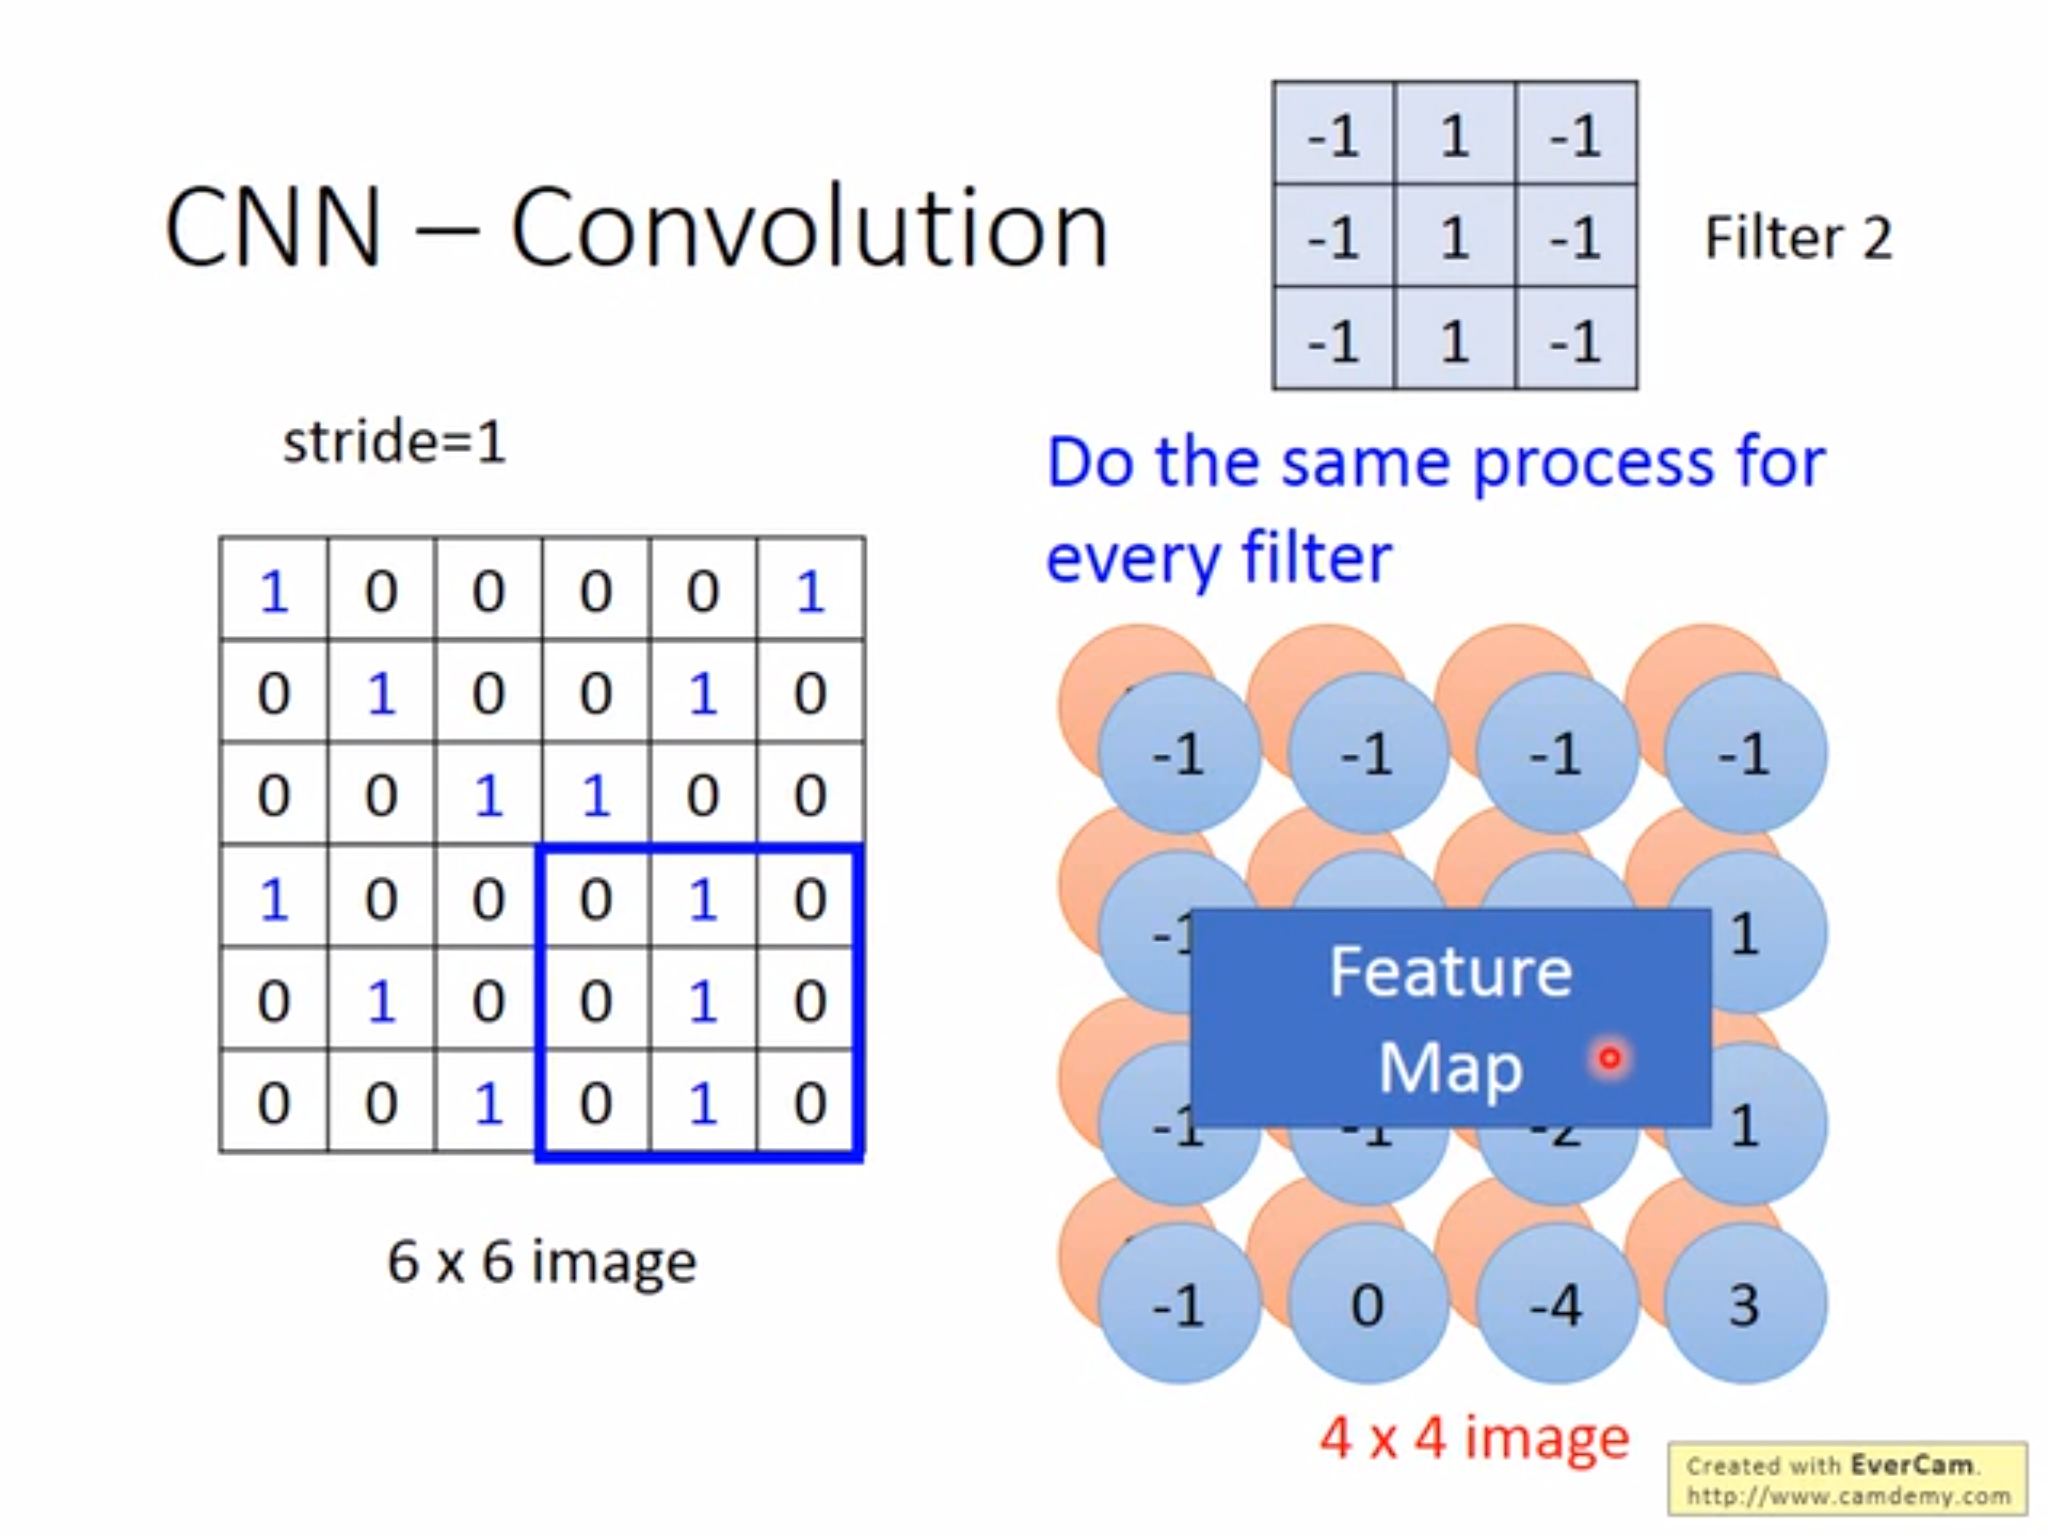 -1 1 -1
CNN – Convolution
-1 1 -1
Filter 2
-1 1 -1
stride=1
Do the same process for
every filter
1 0 0 0 0 1
0 1 0 0 1 0
0 0 1 1 0 0
1 0 0 0 1 0
0 1 0 0 1 0
0 0 1 0 1 0
6 x 6 image
-1 -1 -1 -1
-1 1
Feature
Map
-1 -1 -2 1
-1 0 -4 3
4 x 4 image
Created with EverCam.
http://www.camdemy.com